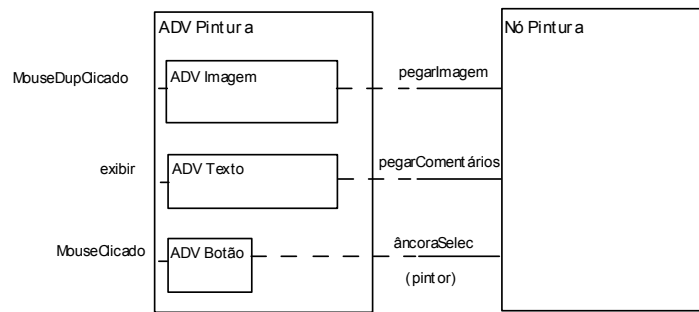 ADV Pintura
Nó Pintura
MouseDupClicado
ADV Imagem
pegarImagem
exibir
ADV Texto
pegarComentários
MouseClicado
ADV Botão
âncoraSelec
(pintor)